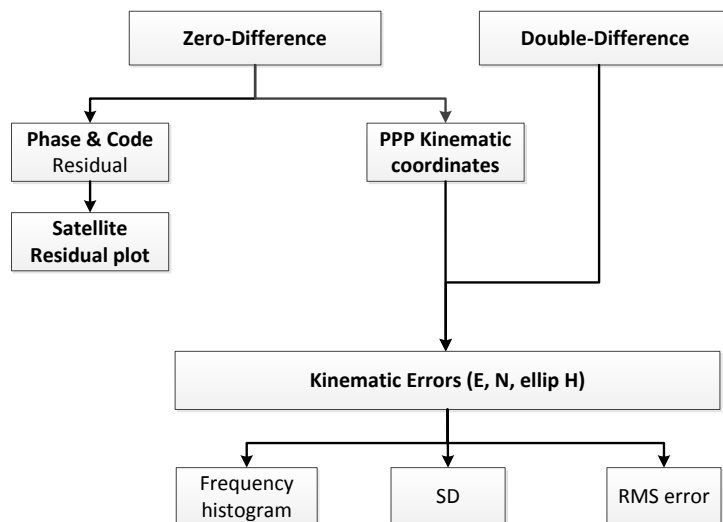 Zero-Difference
Double-Difference
Phase & Code
Residual
PPP Kinematic
coordinates
Satellite
Residual plot
Kinematic Errors (E, N, ellip H)
Frequency
histogram
SD
RMS error